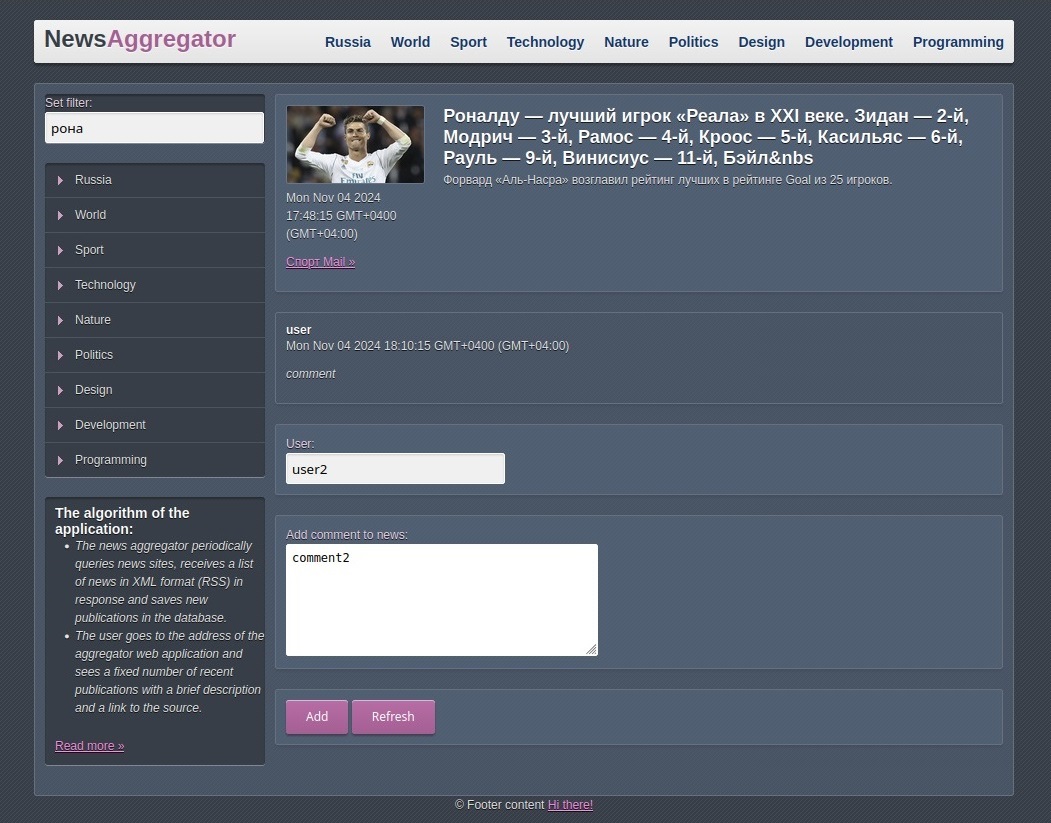 NewsAggregator
Russia World Sport Technology Nature Politics Design Development Programming
Set filter:
рона
Russia
World
Sport
Technology
Nature
Politics
Design
Development
Programming
The algorithm of the
application:
• The news aggregator periodically
queries news sites, receives a list
of news in XML format (RSS) in
response and saves new
publications in the database.
• The user goes to the address of the
aggregator web application and
sees a fixed number of recent
publications with a brief description
and a link to the source.
Read more »
Роналду — лучший игрок «Реала» в XXI веке. Зидан — 2-й,
Модрич — 3-й, Рамос — 4-й, Кроос — 5-й, Касильяс — 6-й,
Рауль — 9-й, Винисиус — 11-й, Бэйл&nbs
Форвард «Аль-Насра» возглавил рейтинг лучших в рейтинге Goal из 25 игроков.
Mon Nov 04 2024
17:48:15 GMT+0400
(GMT+04:00)
Спорт Mail »
user
Mon Nov 04 2024 18:10:15 GMT+0400 (GMT+04:00)
comment
User:
user2
Add comment to news:
comment2
Add Refresh
© Footer content Hi there!